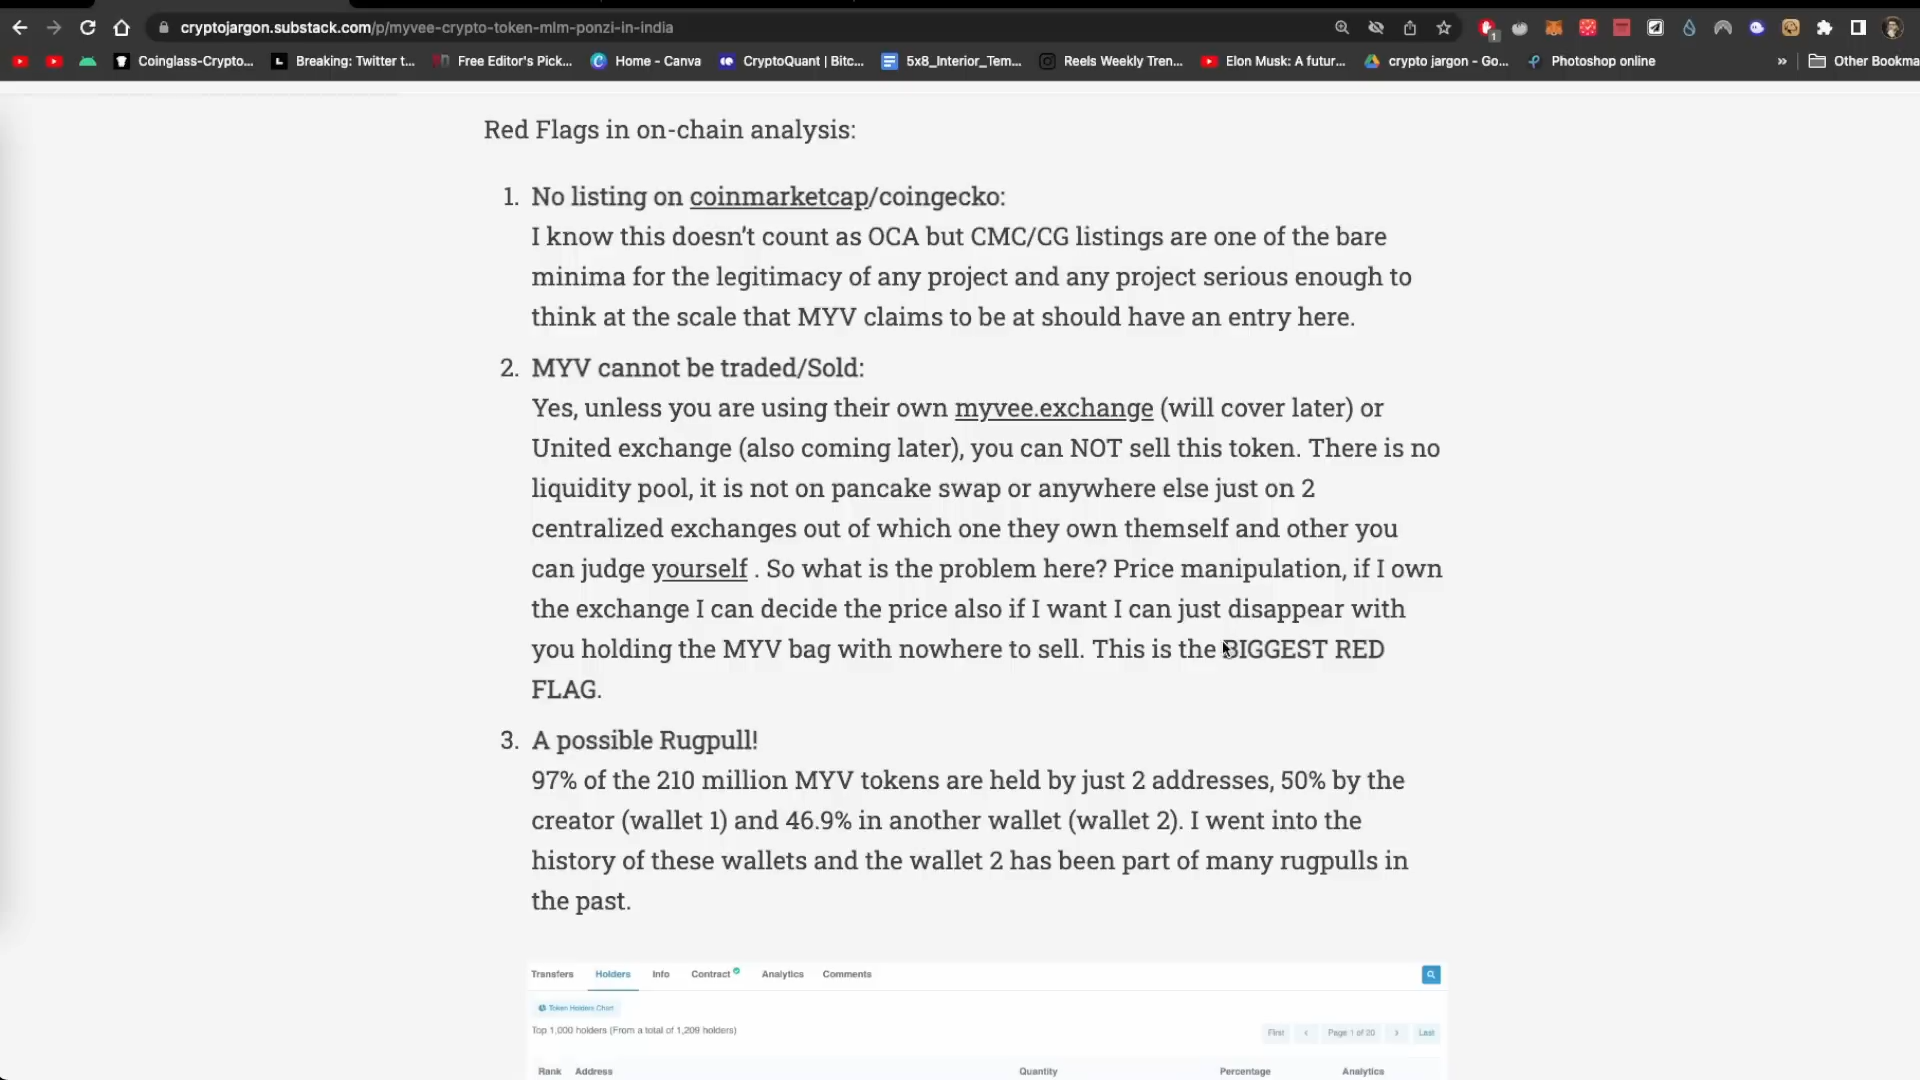 cryptojargon.substack.com/p/myvee-crypto-token-mlm-ponzi-in-india
1
Coinglass-Crypto...
Breaking: Twitter t...
Free Editor's Pick...
Home - Canva
CryptoQuant | Bitc...
5x8_Interior_Tem...
Reels Weekly Tren...
Elon Musk: A futur...
crypto jargon - Go...
Photoshop online
»
Other Bookma
Red Flags in on-chain analysis:
1. No listing on coinmarketcap/coingecko:
I know this doesn’t count as OCA but CMC/CG listings are one of the bare
minima for the legitimacy of any project and any project serious enough to
think at the scale that MYV claims to be at should have an entry here.
2. MYV cannot be traded/Sold:
Yes, unless you are using their own myvee.exchange (will cover later) or
United exchange (also coming later), you can NOT sell this token. There is no
liquidity pool, it is not on pancake swap or anywhere else just on 2
centralized exchanges out of which one they own themself and other you
can judge yourself . So what is the problem here? Price manipulation, if I own
the exchange I can decide the price also if I want I can just disappear with
you holding the MYV bag with nowhere to sell. This is the BIGGEST RED
FLAG.
3. A possible Rugpull!
97% of the 210 million MYV tokens are held by just 2 addresses, 50% by the
creator (wallet 1) and 46.9% in another wallet (wallet 2). I went into the
history of these wallets and the wallet 2 has been part of many rugpulls in
the past.
Transfers Holders Info Contract Analytics Comments
Token Holders Chart
Top 1,000 holders (From a total of 1,209 holders)
First < Page 1 of 20 > Last
Rank Address Quantity Percentage Analytics